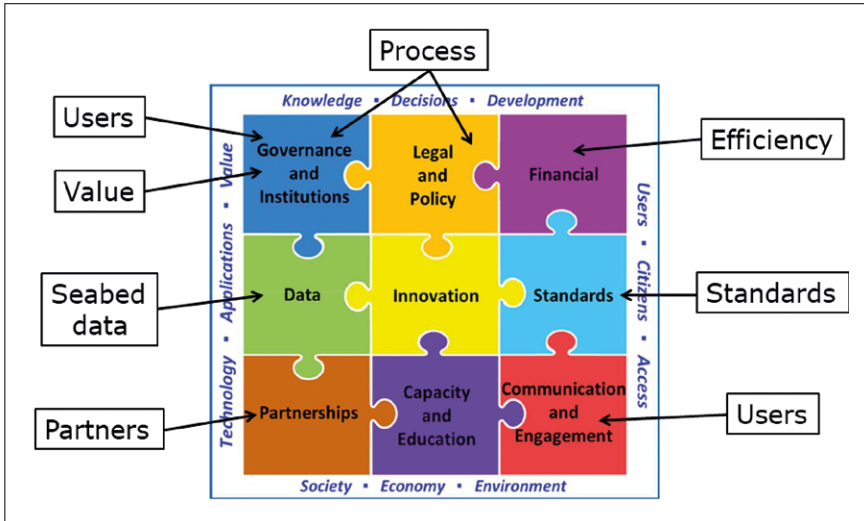 Process
Users
Value
Seabed
data
Partners
Efficiency
Standards
Users
Knowledge ▪ Decisions ▪ Development
Technology ▪ Applications ▪ Value
Users ▪ Citizens ▪ Access
Governance
and
Institutions
Legal
and
Policy
Financial
Data
Innovation
Standards
Partnerships
Capacity
and
Education
Communication
and
Engagement
Society ▪ Economy ▪ Environment